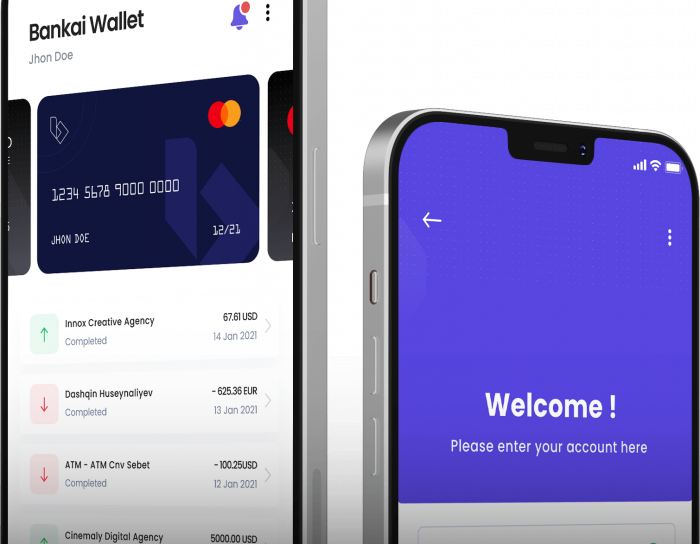 Bankai Wallet
Jhon Doe
1234 5678 9000 0000
JHON DOE
12/21
Innox Creative Agency
67.61 USD
Completed
14 Jan 2021
Dashqin Huseynaliyev
- 625.36 EUR
Completed
13 Jan 2021
ATM - ATM Cnv Sebet
- 100.25USD
Completed
12 Jan 2021
Cinemaly Digital Agency
5000.00 USD
Welcome !
Please enter your account here